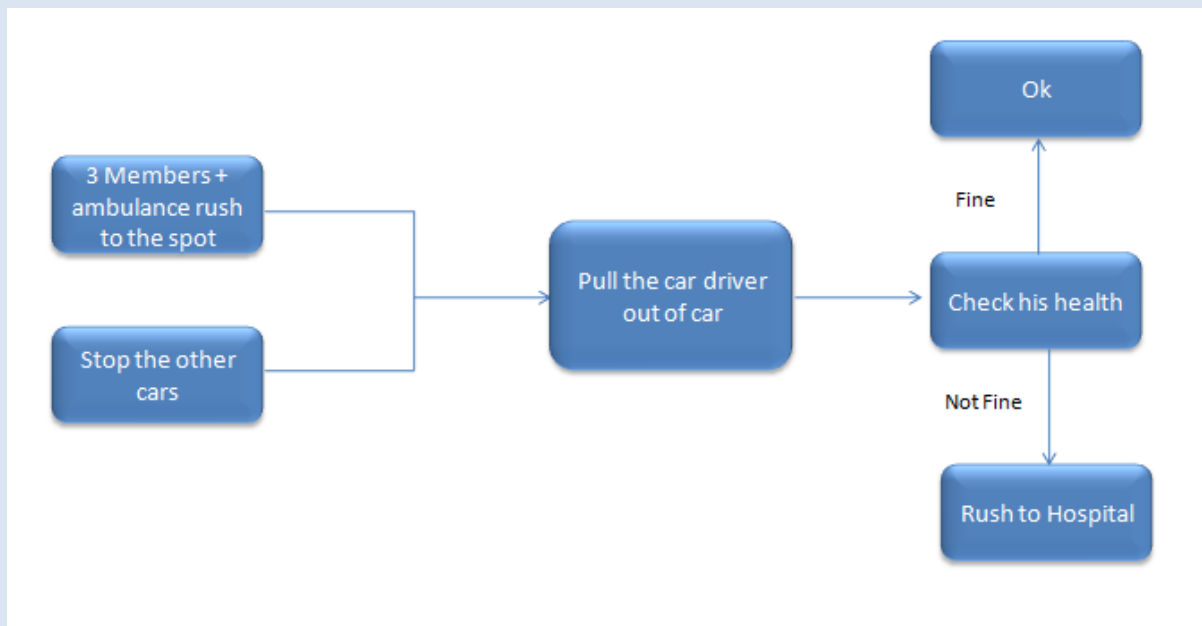 3 Members +
ambulance rush
to the spot
Stop the other
cars
Pull the car driver
out of car
Ok
Fine
Check his health
Not Fine
Rush to Hospital